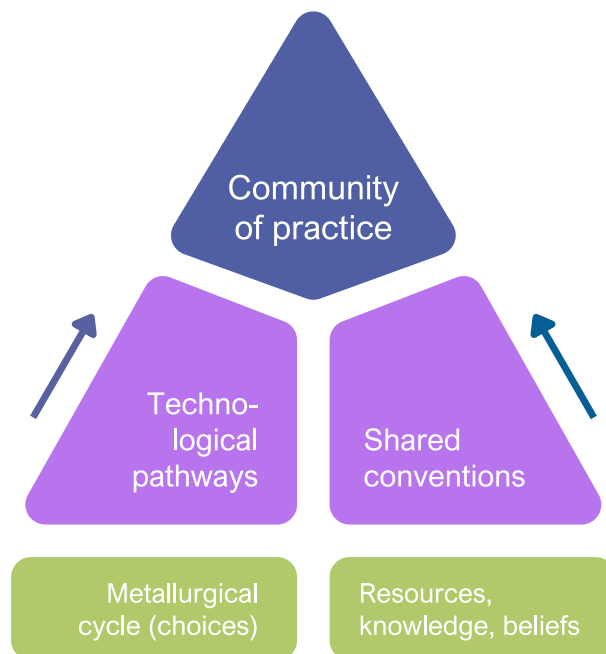 Community
of practice
Techno-
logical
pathways
Shared
conventions
Metallurgical
cycle (choices)
Resources,
knowledge, beliefs